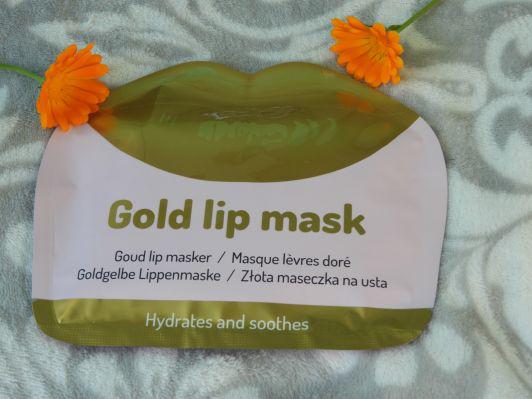 Gold lip mask
Goud lip masker / Masque lèvres doré
Goldgelbe Lippenmaske / Złota maseczka na usta
Hydrates and soothes